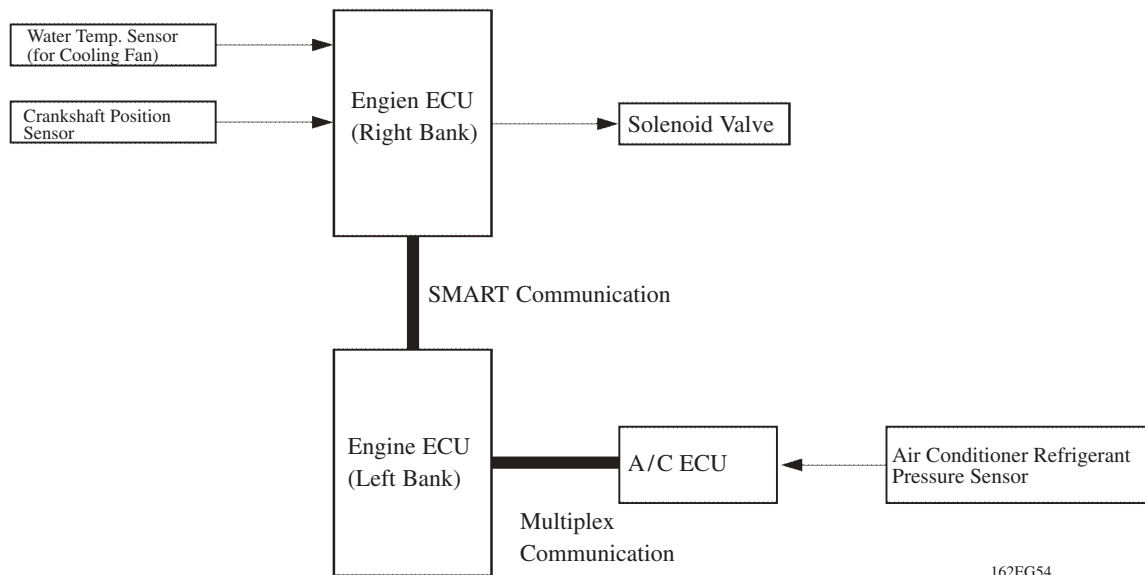 Water Temp. Sensor
(for Cooling Fan)
Crankshaft Position
Sensor
Engien ECU
(Right Bank)
Solenoid Valve
SMART Communication
Engine ECU
(Left Bank)
A/C ECU
Air Conditioner Refrigerant
Pressure Sensor
Multiplex
Communication
162EG54